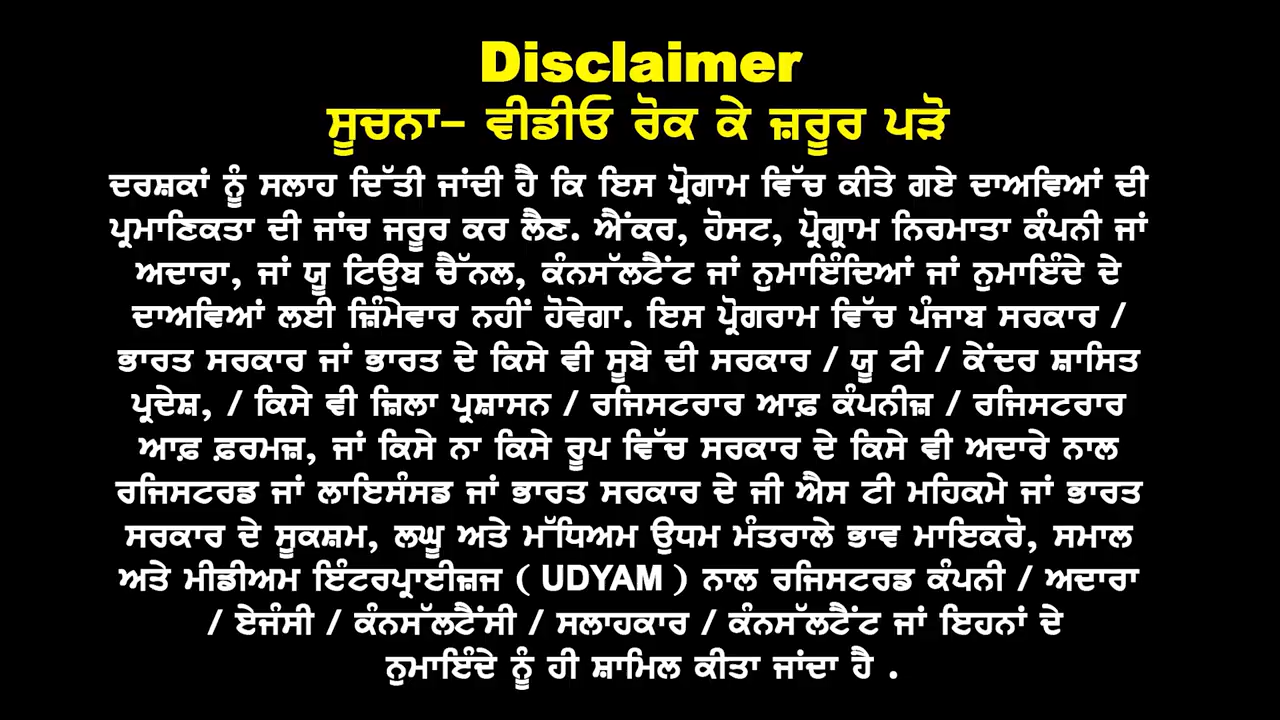 Disclaimer
ਸੂਚਨਾ- ਵੀਡੀਓ ਰੋਕ ਕੇ ਜ਼ਰੂਰ ਪੜੋ
ਦਰਸ਼ਕਾਂ ਨੂੰ ਸਲਾਹ ਦਿੱਤੀ ਜਾਂਦੀ ਹੈ ਕਿ ਇਸ ਪ੍ਰੋਗਾਮ ਵਿੱਚ ਕੀਤੇ ਗਏ ਦਾਅਵਿਆਂ ਦੀ
ਪ੍ਰਮਾਣਿਕਤਾ ਦੀ ਜਾਂਚ ਜਰੂਰ ਕਰ ਲੈਣ. ਐਂਕਰ, ਹੋਸਟ, ਪ੍ਰੋਗ੍ਰਾਮ ਨਿਰਮਾਤਾ ਕੰਪਨੀ ਜਾਂ
ਅਦਾਰਾ, ਜਾਂ ਯੂ ਟਿਊਬ ਚੈੱਨਲ, ਕੰਨਸੱਲਟੈਂਟ ਜਾਂ ਨੁਮਾਇੰਦਿਆਂ ਜਾਂ ਨੁਮਾਇੰਦੇ ਦੇ
ਦਾਅਵਿਆਂ ਲਈ ਜ਼ਿੰਮੇਵਾਰ ਨਹੀਂ ਹੋਵੇਗਾ. ਇਸ ਪ੍ਰੋਗਰਾਮ ਵਿੱਚ ਪੰਜਾਬ ਸਰਕਾਰ /
ਭਾਰਤ ਸਰਕਾਰ ਜਾਂ ਭਾਰਤ ਦੇ ਕਿਸੇ ਵੀ ਸੂਬੇ ਦੀ ਸਰਕਾਰ / ਯੂ ਟੀ / ਕੇਂਦਰ ਸ਼ਾਸਿਤ
ਪ੍ਰਦੇਸ਼, / ਕਿਸੇ ਵੀ ਜ਼ਿਲਾ ਪ੍ਰਸ਼ਾਸਨ / ਰਜਿਸਟਰਾਰ ਆਫ਼ ਕੰਪਨੀਜ਼ / ਰਜਿਸਟਰਾਰ
ਆਫ਼ ਫ਼ਰਮਜ਼, ਜਾਂ ਕਿਸੇ ਨਾ ਕਿਸੇ ਰੂਪ ਵਿੱਚ ਸਰਕਾਰ ਦੇ ਕਿਸੇ ਵੀ ਅਦਾਰੇ ਨਾਲ
ਰਜਿਸਟਰਡ ਜਾਂ ਲਾਇਸੰਸਡ ਜਾਂ ਭਾਰਤ ਸਰਕਾਰ ਦੇ ਜੀ ਐਸ ਟੀ ਮਹਿਕਮੇ ਜਾਂ ਭਾਰਤ
ਸਰਕਾਰ ਦੇ ਸੂਕਸ਼ਮ, ਲਘੂ ਅਤੇ ਮੱਧਿਅਮ ਉਧਮ ਮੰਤਰਾਲੇ ਭਾਵ ਮਾਇਕਰੋ, ਸਮਾਲ
ਅਤੇ ਮੀਡੀਅਮ ਇੰਟਰਪ੍ਰਾਈਜ਼ਜ ( UDYAM ) ਨਾਲ ਰਜਿਸਟਰਡ ਕੰਪਨੀ / ਅਦਾਰਾ
/ ਏਜੰਸੀ / ਕੰਨਸੱਲਟੈਂਸੀ / ਸਲਾਹਕਾਰ / ਕੰਨਸੱਲਟੈਂਟ ਜਾਂ ਇਹਨਾਂ ਦੇ
ਨੁਮਾਇੰਦੇ ਨੂੰ ਹੀ ਸ਼ਾਮਿਲ ਕੀਤਾ ਜਾਂਦਾ ਹੈ .